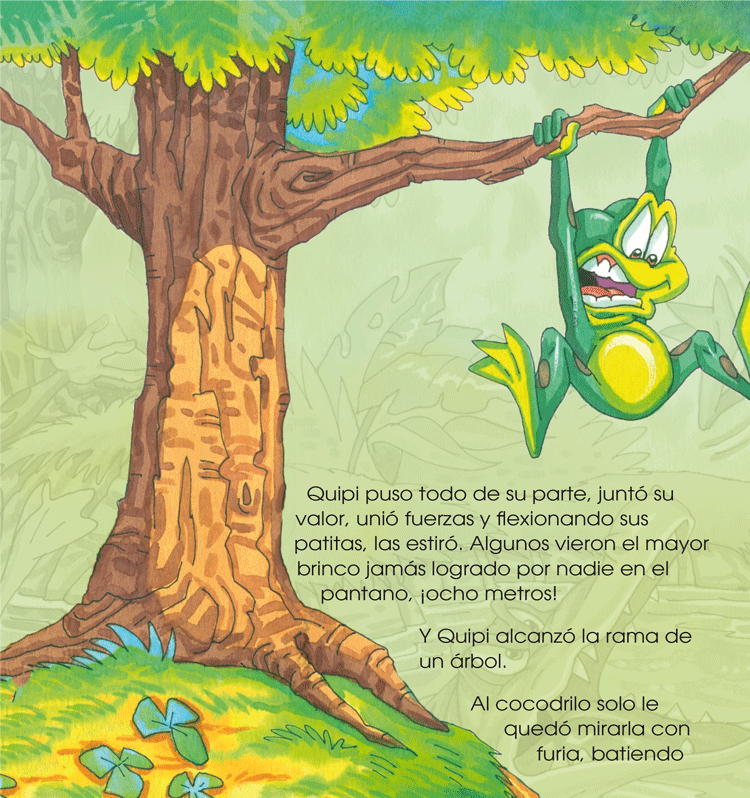 Quipi puso todo de su parte, juntó su
valor, unió fuerzas y flexionando sus
patitas, las estiró. Algunos vieron el mayor
brinco jamás logrado por nadie en el
pantano, ¡ocho metros!
Y Quipi alcanzó la rama de
un árbol.
Al cocodrilo solo le
quedó mirarla con
furia, batiendo